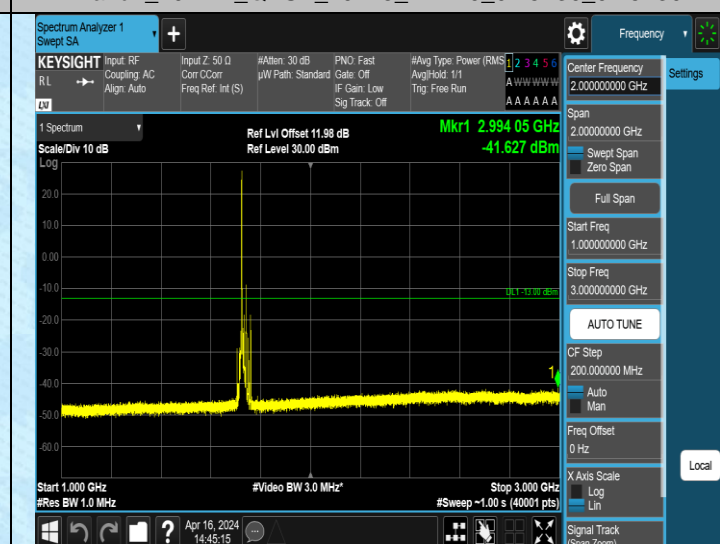 Spectrum Analyzer 1
Swept SA
Frequency
KEYSIGHT
RL
Input: RF
Coupling: AC
Align: Auto
Input Z: 50 Ω
Corr CCorr
Freq Ref: Int (S)
#Atten: 30 dB
µW Path: Standard
PNO: Fast
Gate: Off
IF Gain: Low
Sig Track: Off
#Avg Type: Power (RMS
Avg|Hold: 1/1
Trig: Free Run
1 2 3 4 5 6
A W W W W W
A A A A A A
LXI
1 Spectrum
Scale/Div 10 dB
Log
Ref Lvl Offset 11.98 dB
Ref Level 30.00 dBm
Mkr1 2.994 05 GHz
-41.627 dBm
20.0
10.0
0.00
-10.0
-20.0
-30.0
-40.0
-50.0
-60.0
DL1 -13.00 dBm
1
Start 1.000 GHz
#Res BW 1.0 MHz
#Video BW 3.0 MHz*
Stop 3.000 GHz
#Sweep ~1.00 s (40001 pts)
Apr 16, 2024
14:45:15
Center Frequency
2.000000000 GHz
Settings
Span
2.00000000 GHz
Swept Span
Zero Span
Full Span
Start Freq
1.000000000 GHz
Stop Freq
3.000000000 GHz
AUTO TUNE
CF Step
200.000000 MHz
Auto
Man
Freq Offset
0 Hz
X Axis Scale
Log
Lin
Local
Signal Track
(Span Zoom)